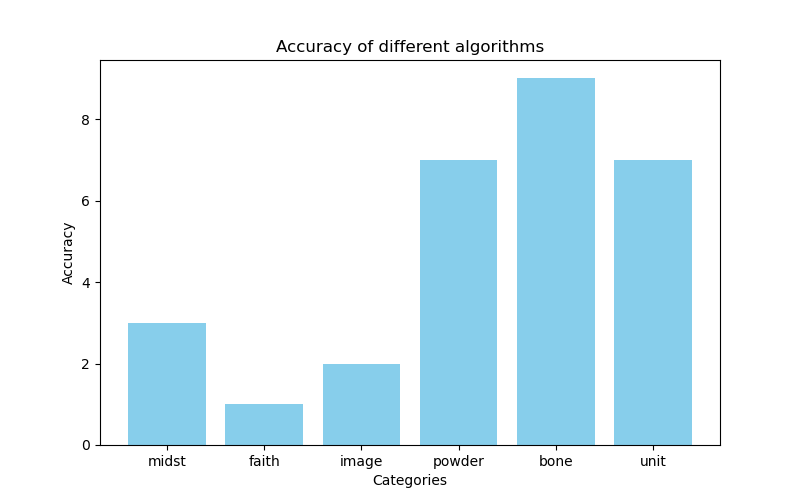 Accuracy of different algorithms
Accuracy
8
6
4
2
0
midst faith image powder bone unit
Categories